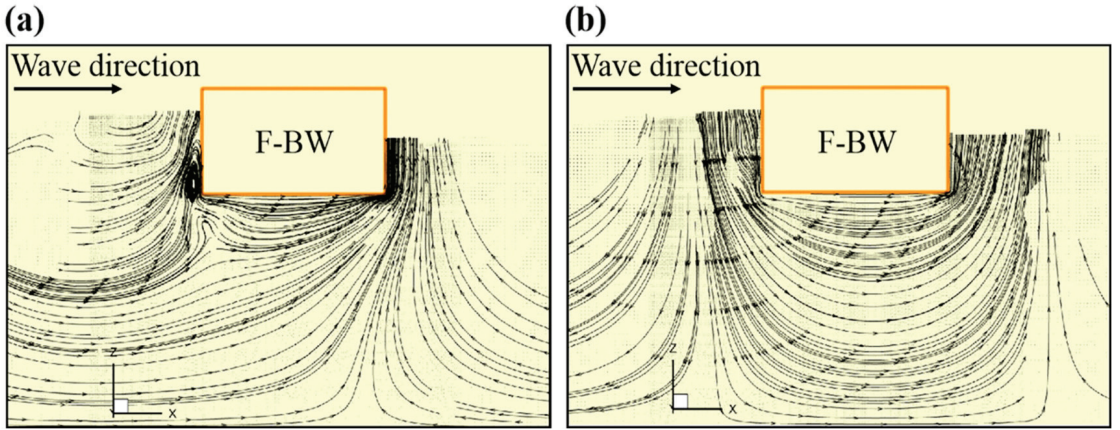 (a)
(b)
Wave direction
Wave direction
F-BW
F-BW
Z
X
Z
X